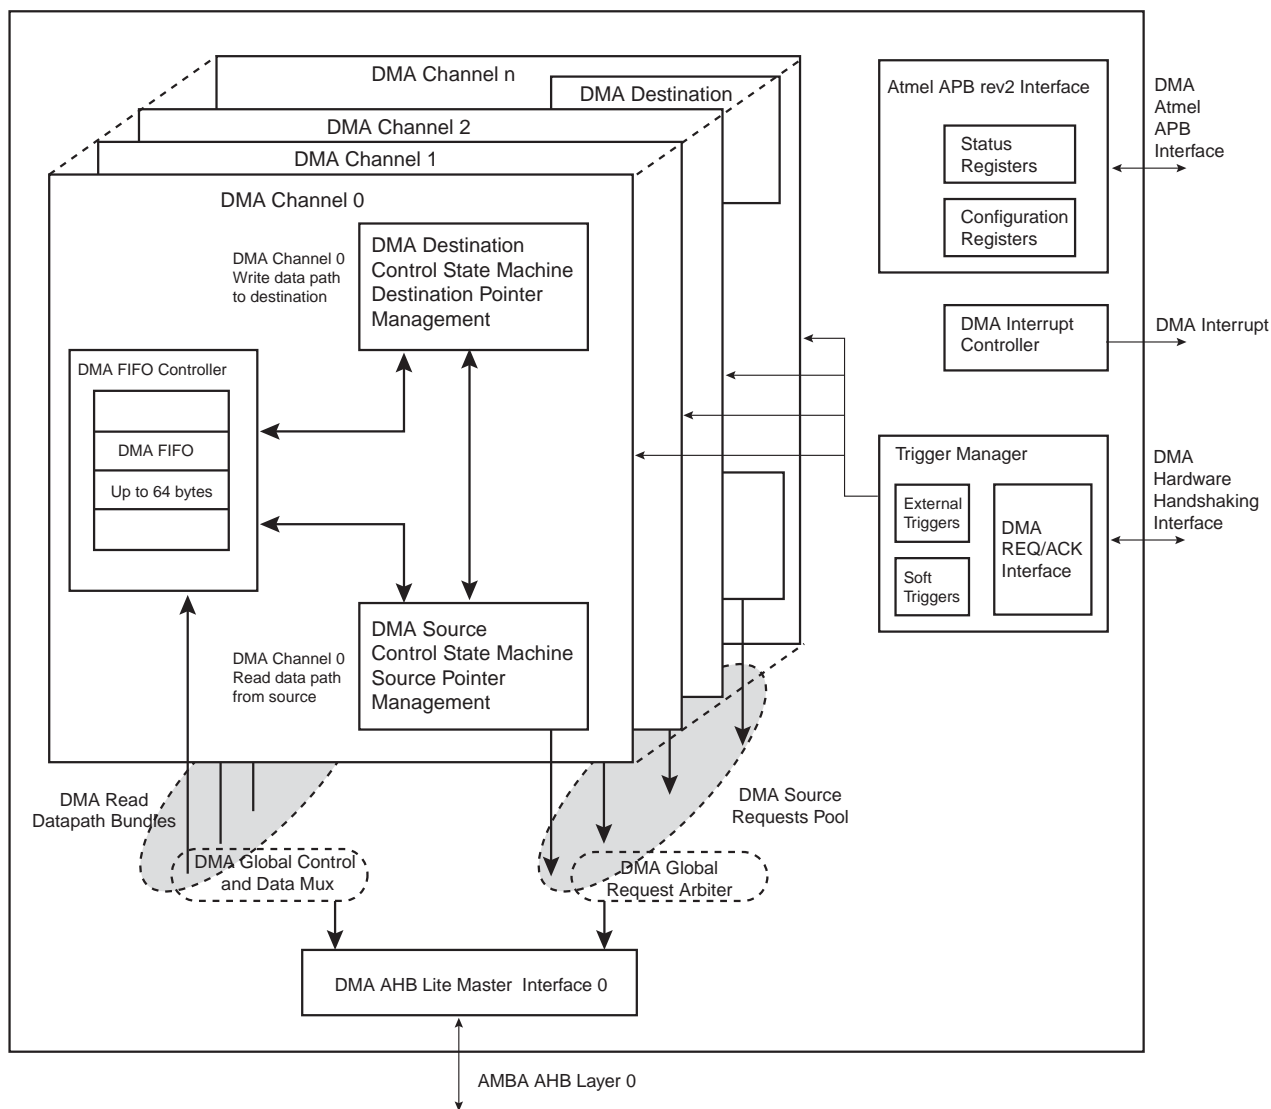 DMA Channel n
DMA Destination
DMA Channel 2
DMA Channel 1
DMA Channel 0
DMA Channel 0
Write data path
to destination
DMA Destination
Control State Machine
Destination Pointer
Management
DMA FIFO Controller
DMA FIFO
Up to 64 bytes
DMA Channel 0
Read data path
from source
DMA Source
Control State Machine
Source Pointer
Management
Atmel APB rev2 Interface
Status
Registers
Configuration
Registers
DMA
Atmel
APB
Interface
DMA Interrupt
Controller
DMA Interrupt
Trigger Manager
External
Triggers
Soft
Triggers
DMA
REQ/ACK
Interface
DMA
Hardware
Handshaking
Interface
DMA Read
Datapath Bundles
DMA Source
Requests Pool
DMA Global Control
and Data Mux
DMA Global
Request Arbiter
DMA AHB Lite Master Interface 0
AMBA AHB Layer 0